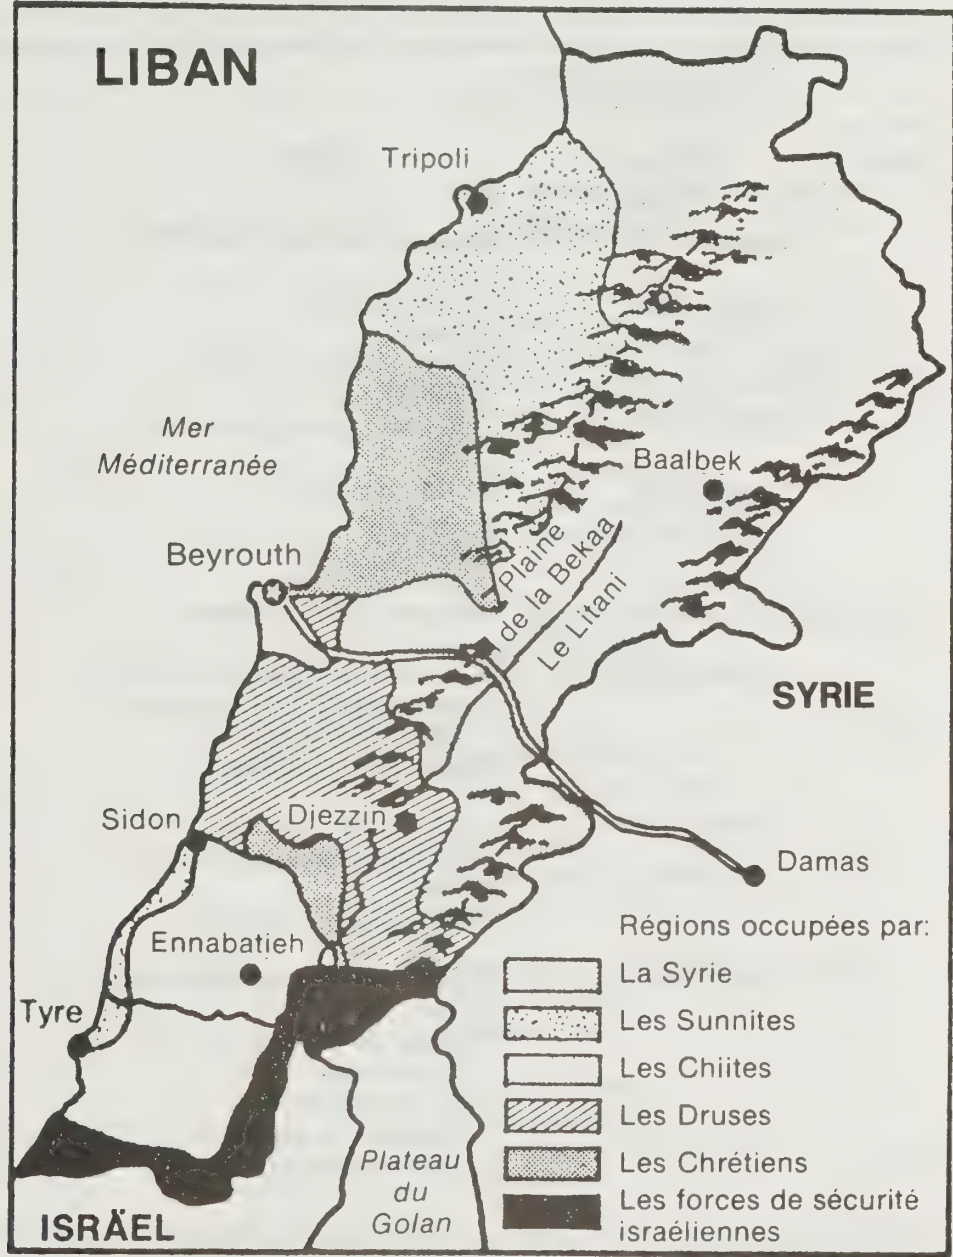 LIBAN
Tripoli
Mer
Méditerranée
Baalbek
Beyrouth
Plaine
de la Bekaa
Le Litani
SYRIE
Sidon
Djezzin
Damas
Ennabatieh
Tyre
Régions occupées par:
La Syrie
Les Sunnites
Les Chiites
Les Druses
Les Chrétiens
Les forces de sécurité
israéliennes
Plateau
du
Golan
ISRÄEL